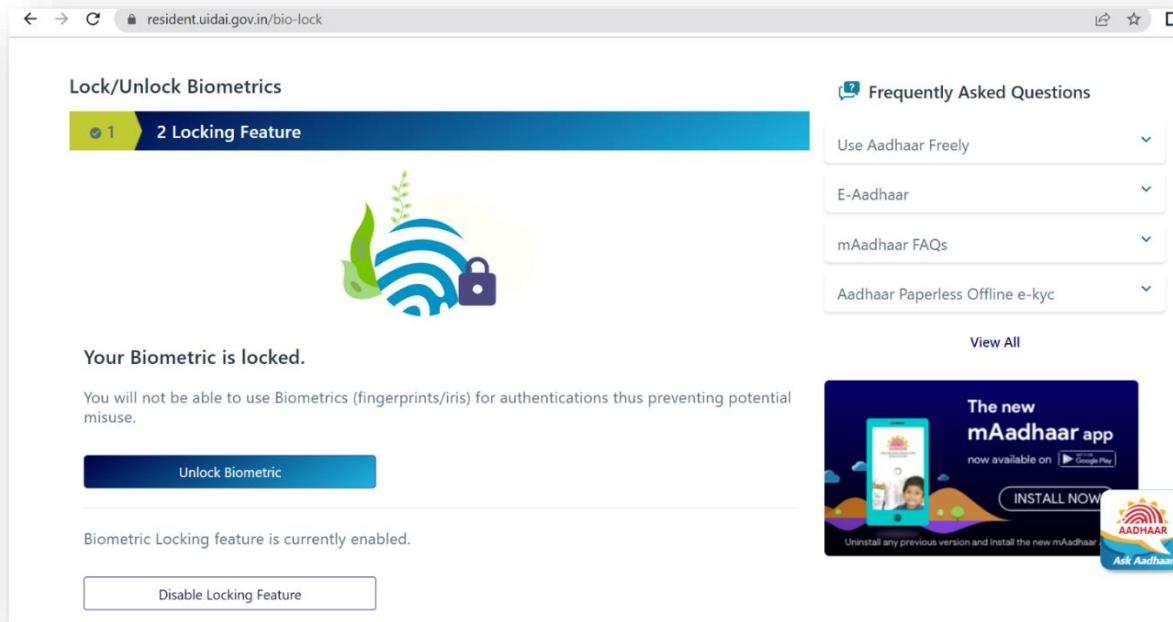 resident.uidai.gov.in/bio-lock
Lock/Unlock Biometrics
1
2 Locking Feature
Your Biometric is locked.
You will not be able to use Biometrics (fingerprints/iris) for authentications thus preventing potential
misuse.
Unlock Biometric
Biometric Locking feature is currently enabled.
Disable Locking Feature
Frequently Asked Questions
Use Aadhaar Freely
E-Aadhaar
mAadhaar FAQs
Aadhaar Paperless Offline e-kyc
View All
The new
mAadhaar app
now available on Google Play
INSTALL NOW
Uninstall any previous version and Install the new mAadhaar
AADHAAR
Ask Aadhaar